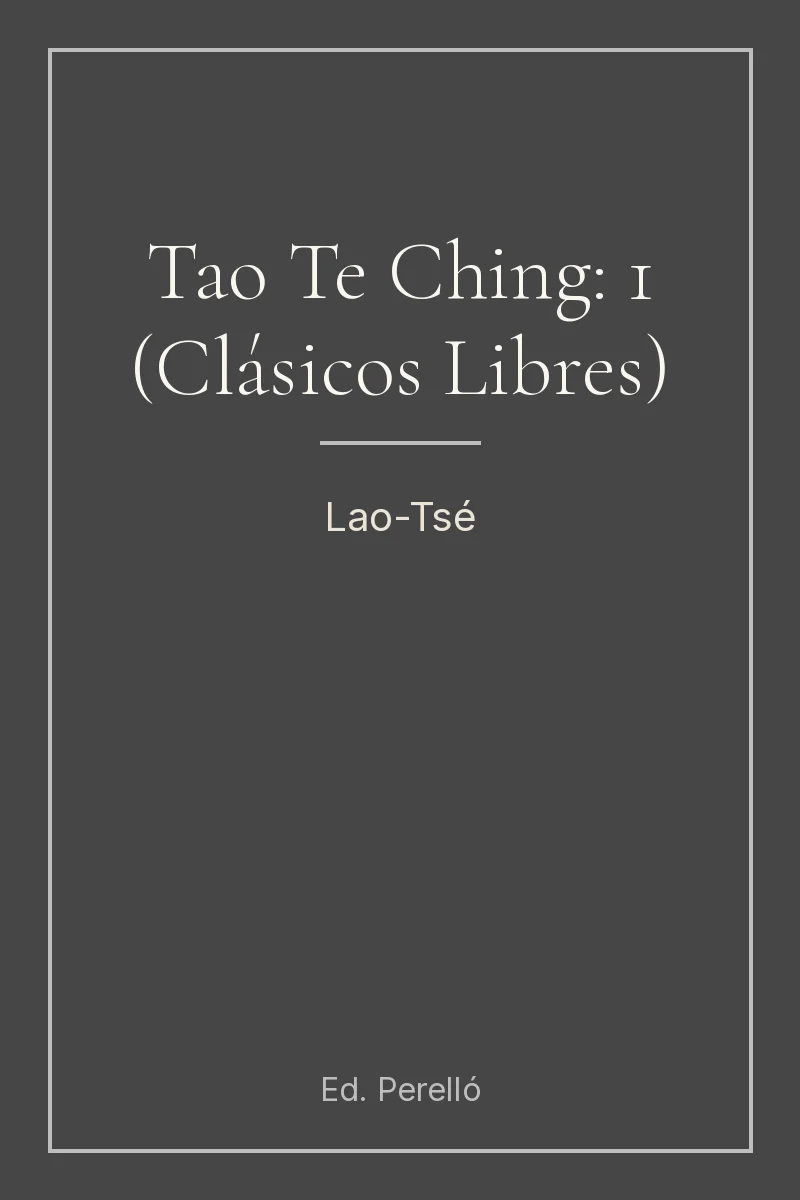 Tao Te Ching: 1
(Clásicos Libres)
Lao-Tsé
Ed. Perelló